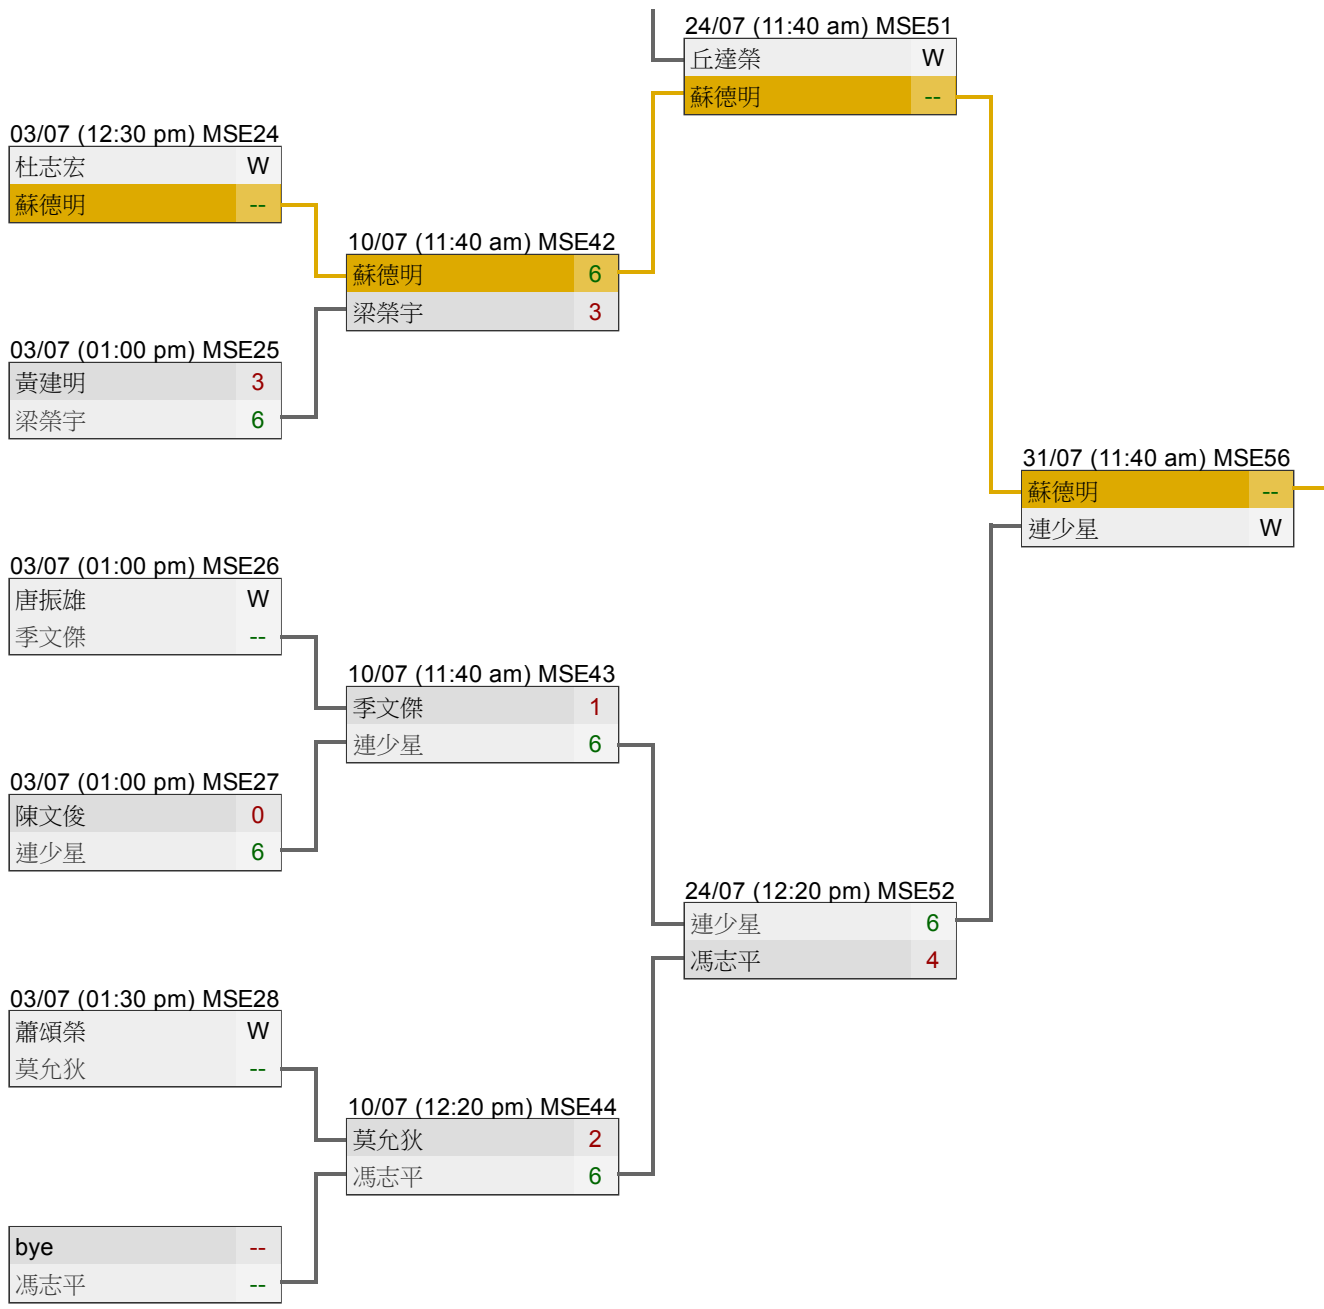 24/07 (11:40 am) MSE51
丘達榮 W
蘇德明 --
03/07 (12:30 pm) MSE24
杜志宏 W
蘇德明 --
10/07 (11:40 am) MSE42
蘇德明 6
梁榮宇 3
03/07 (01:00 pm) MSE25
黃建明 3
梁榮宇 6
31/07 (11:40 am) MSE56
蘇德明 --
連少星 W
03/07 (01:00 pm) MSE26
唐振雄 W
季文傑 --
10/07 (11:40 am) MSE43
季文傑 1
連少星 6
03/07 (01:00 pm) MSE27
陳文俊 0
連少星 6
24/07 (12:20 pm) MSE52
連少星 6
馮志平 4
03/07 (01:30 pm) MSE28
蕭頌榮 W
莫允狄 --
10/07 (12:20 pm) MSE44
莫允狄 2
馮志平 6
bye --
馮志平 --